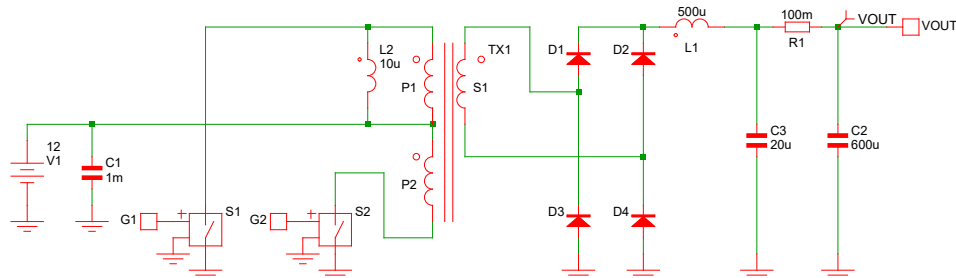 500u
100m
VOUT
VOUT
L2
10u
TX1
D1
D2
L1
R1
P1
S1
12
V1
C1
1m
C3
20u
C2
600u
P2
G1
+
S1
G2
+
S2
D3
D4